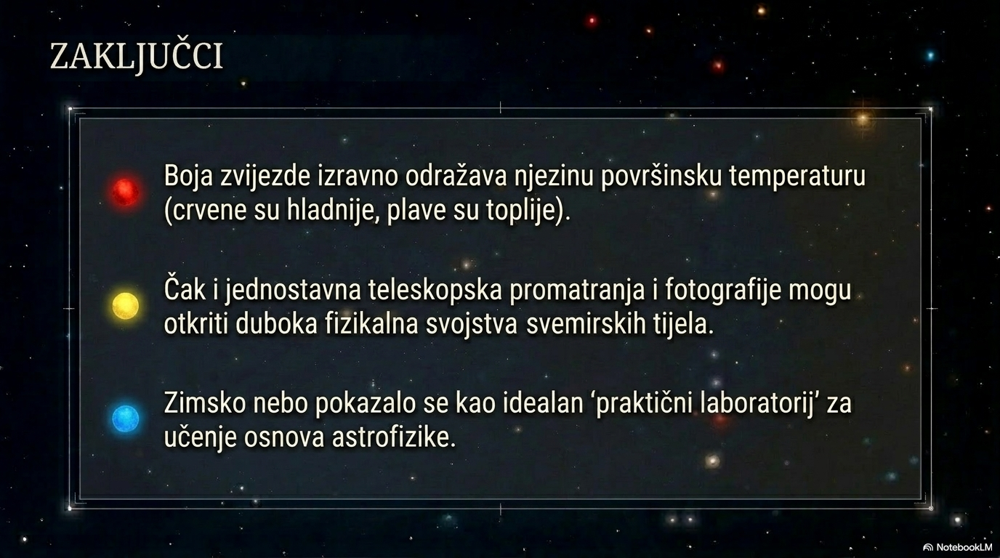 ZAKLJUČCI
Boja zvijezde izravno odražava njezinu površinsku temperaturu
(crvene su hladnije, plave su toplije).
Čak i jednostavna teleskopska promatranja i fotografije mogu
otkriti duboka fizikalna svojstva svemirskih tijela.
Zimsko nebo pokazalo se kao idealan ‘praktični laboratorij’ za
učenje osnova astrofizike.
NotebookLM